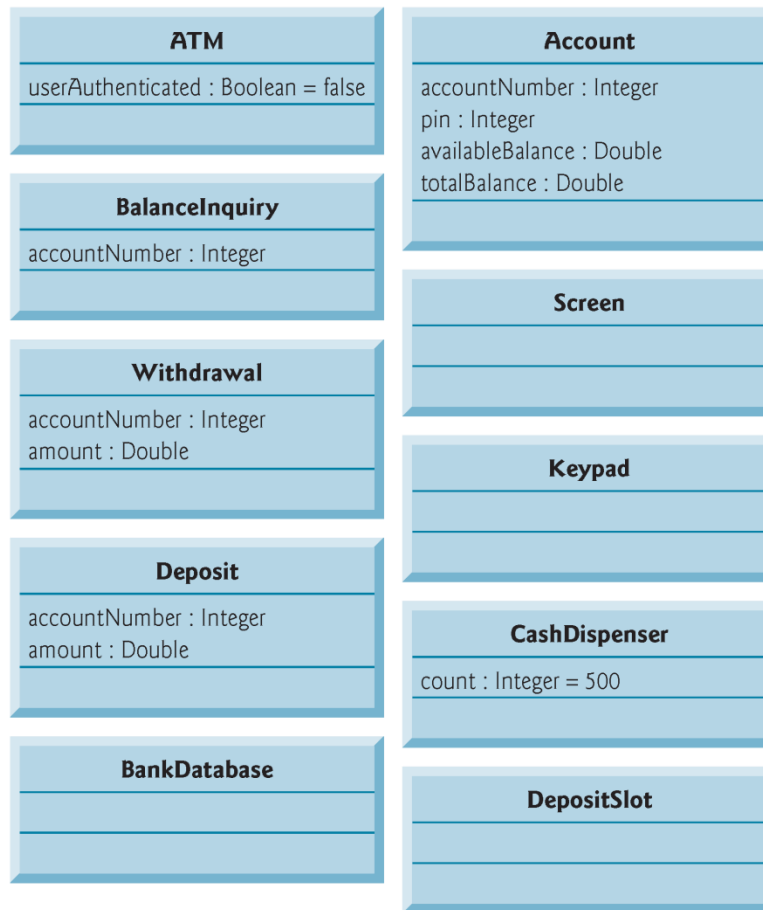 ATM
userAuthenticated : Boolean = false
BalanceInquiry
accountNumber : Integer
Withdrawal
accountNumber : Integer
amount : Double
Deposit
accountNumber : Integer
amount : Double
BankDatabase
Account
accountNumber : Integer
pin : Integer
availableBalance : Double
totalBalance : Double
Screen
Keypad
CashDispenser
count : Integer = 500
DepositSlot